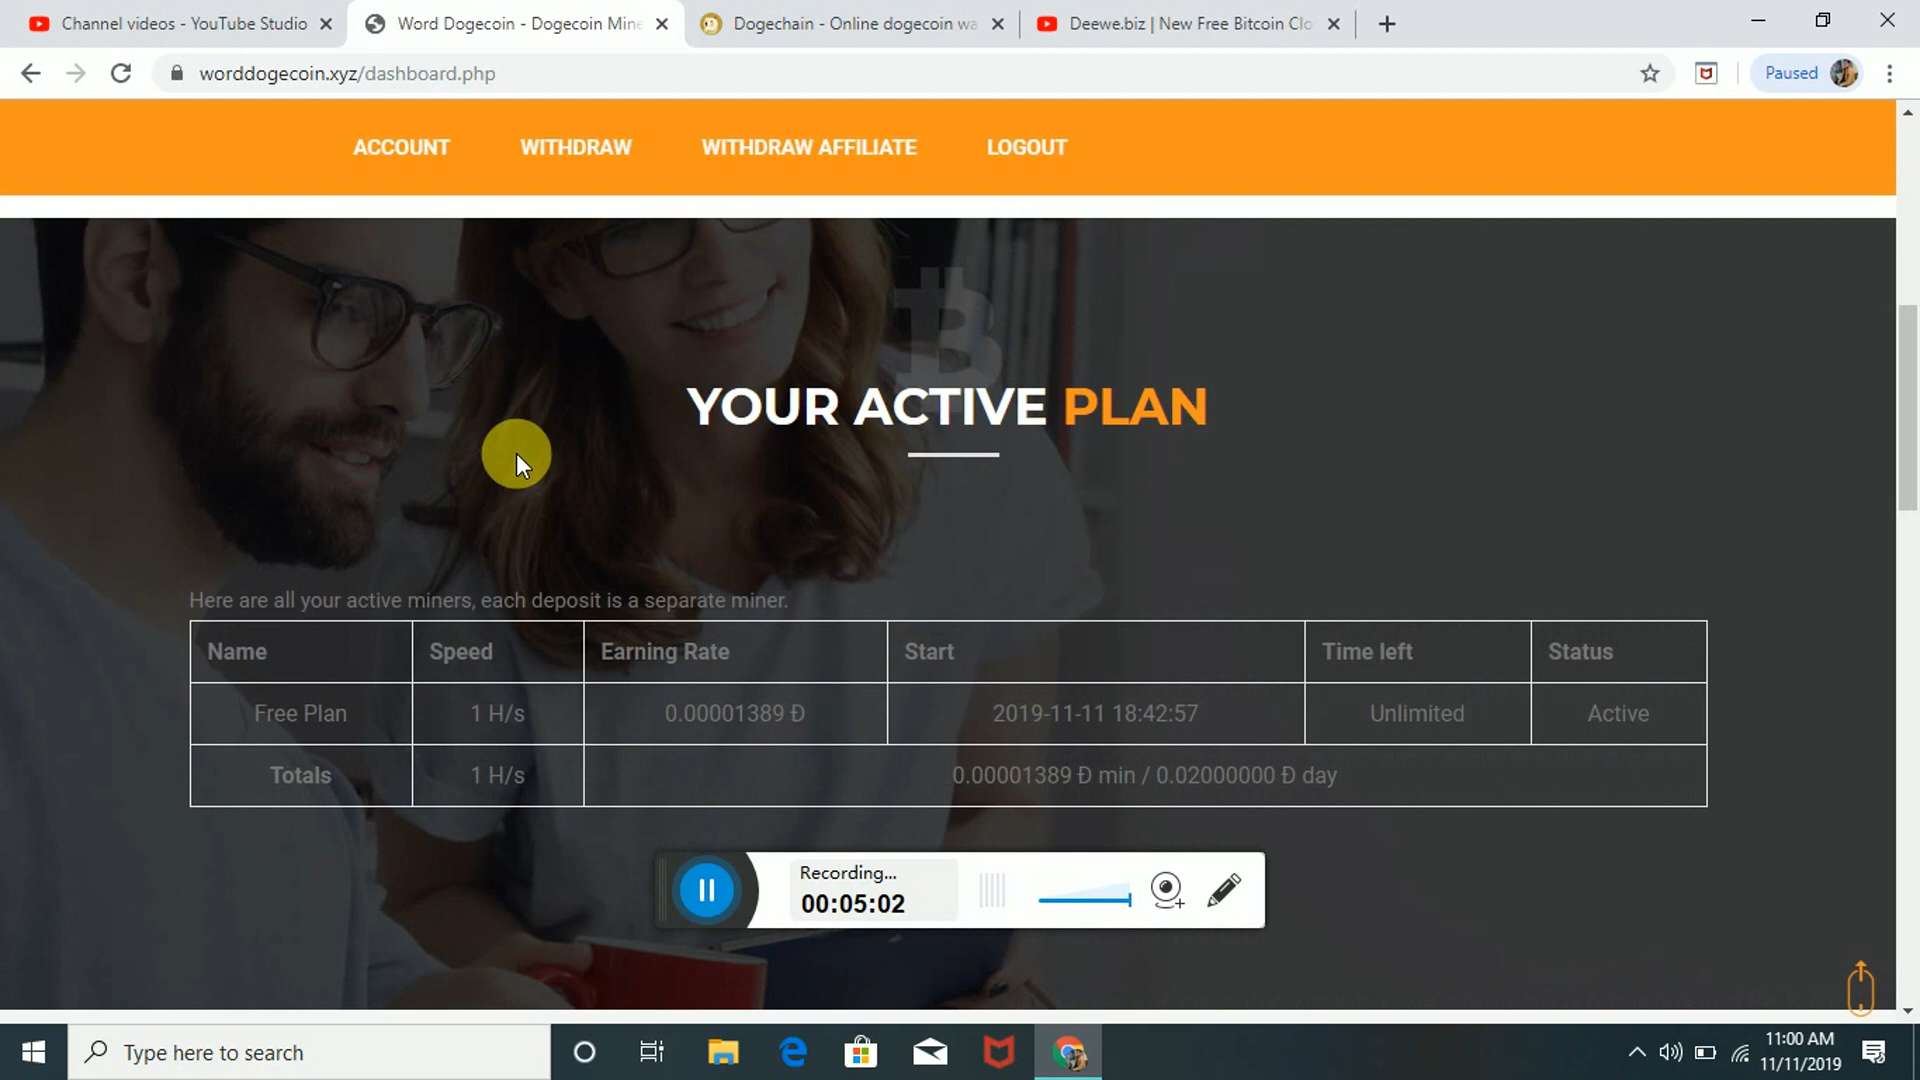 Channel videos - YouTube Studio
Word Dogecoin - Dogecoin Mine
Dogechain - Online dogecoin wa
Deewe.biz | New Free Bitcoin Clo
worddogecoin.xyz/dashboard.php
Paused
ACCOUNT WITHDRAW WITHDRAW AFFILIATE LOGOUT
YOUR ACTIVE PLAN
Here are all your active miners, each deposit is a separate miner.
Name Speed Earning Rate Start Time left Status
Free Plan 1 H/s 0.00001389 Đ 2019-11-11 18:42:57 Unlimited Active
Totals 1 H/s 0.00001389 Đ min / 0.02000000 Đ day
Recording...
00:05:02
Type here to search
11:00 AM
11/11/2019